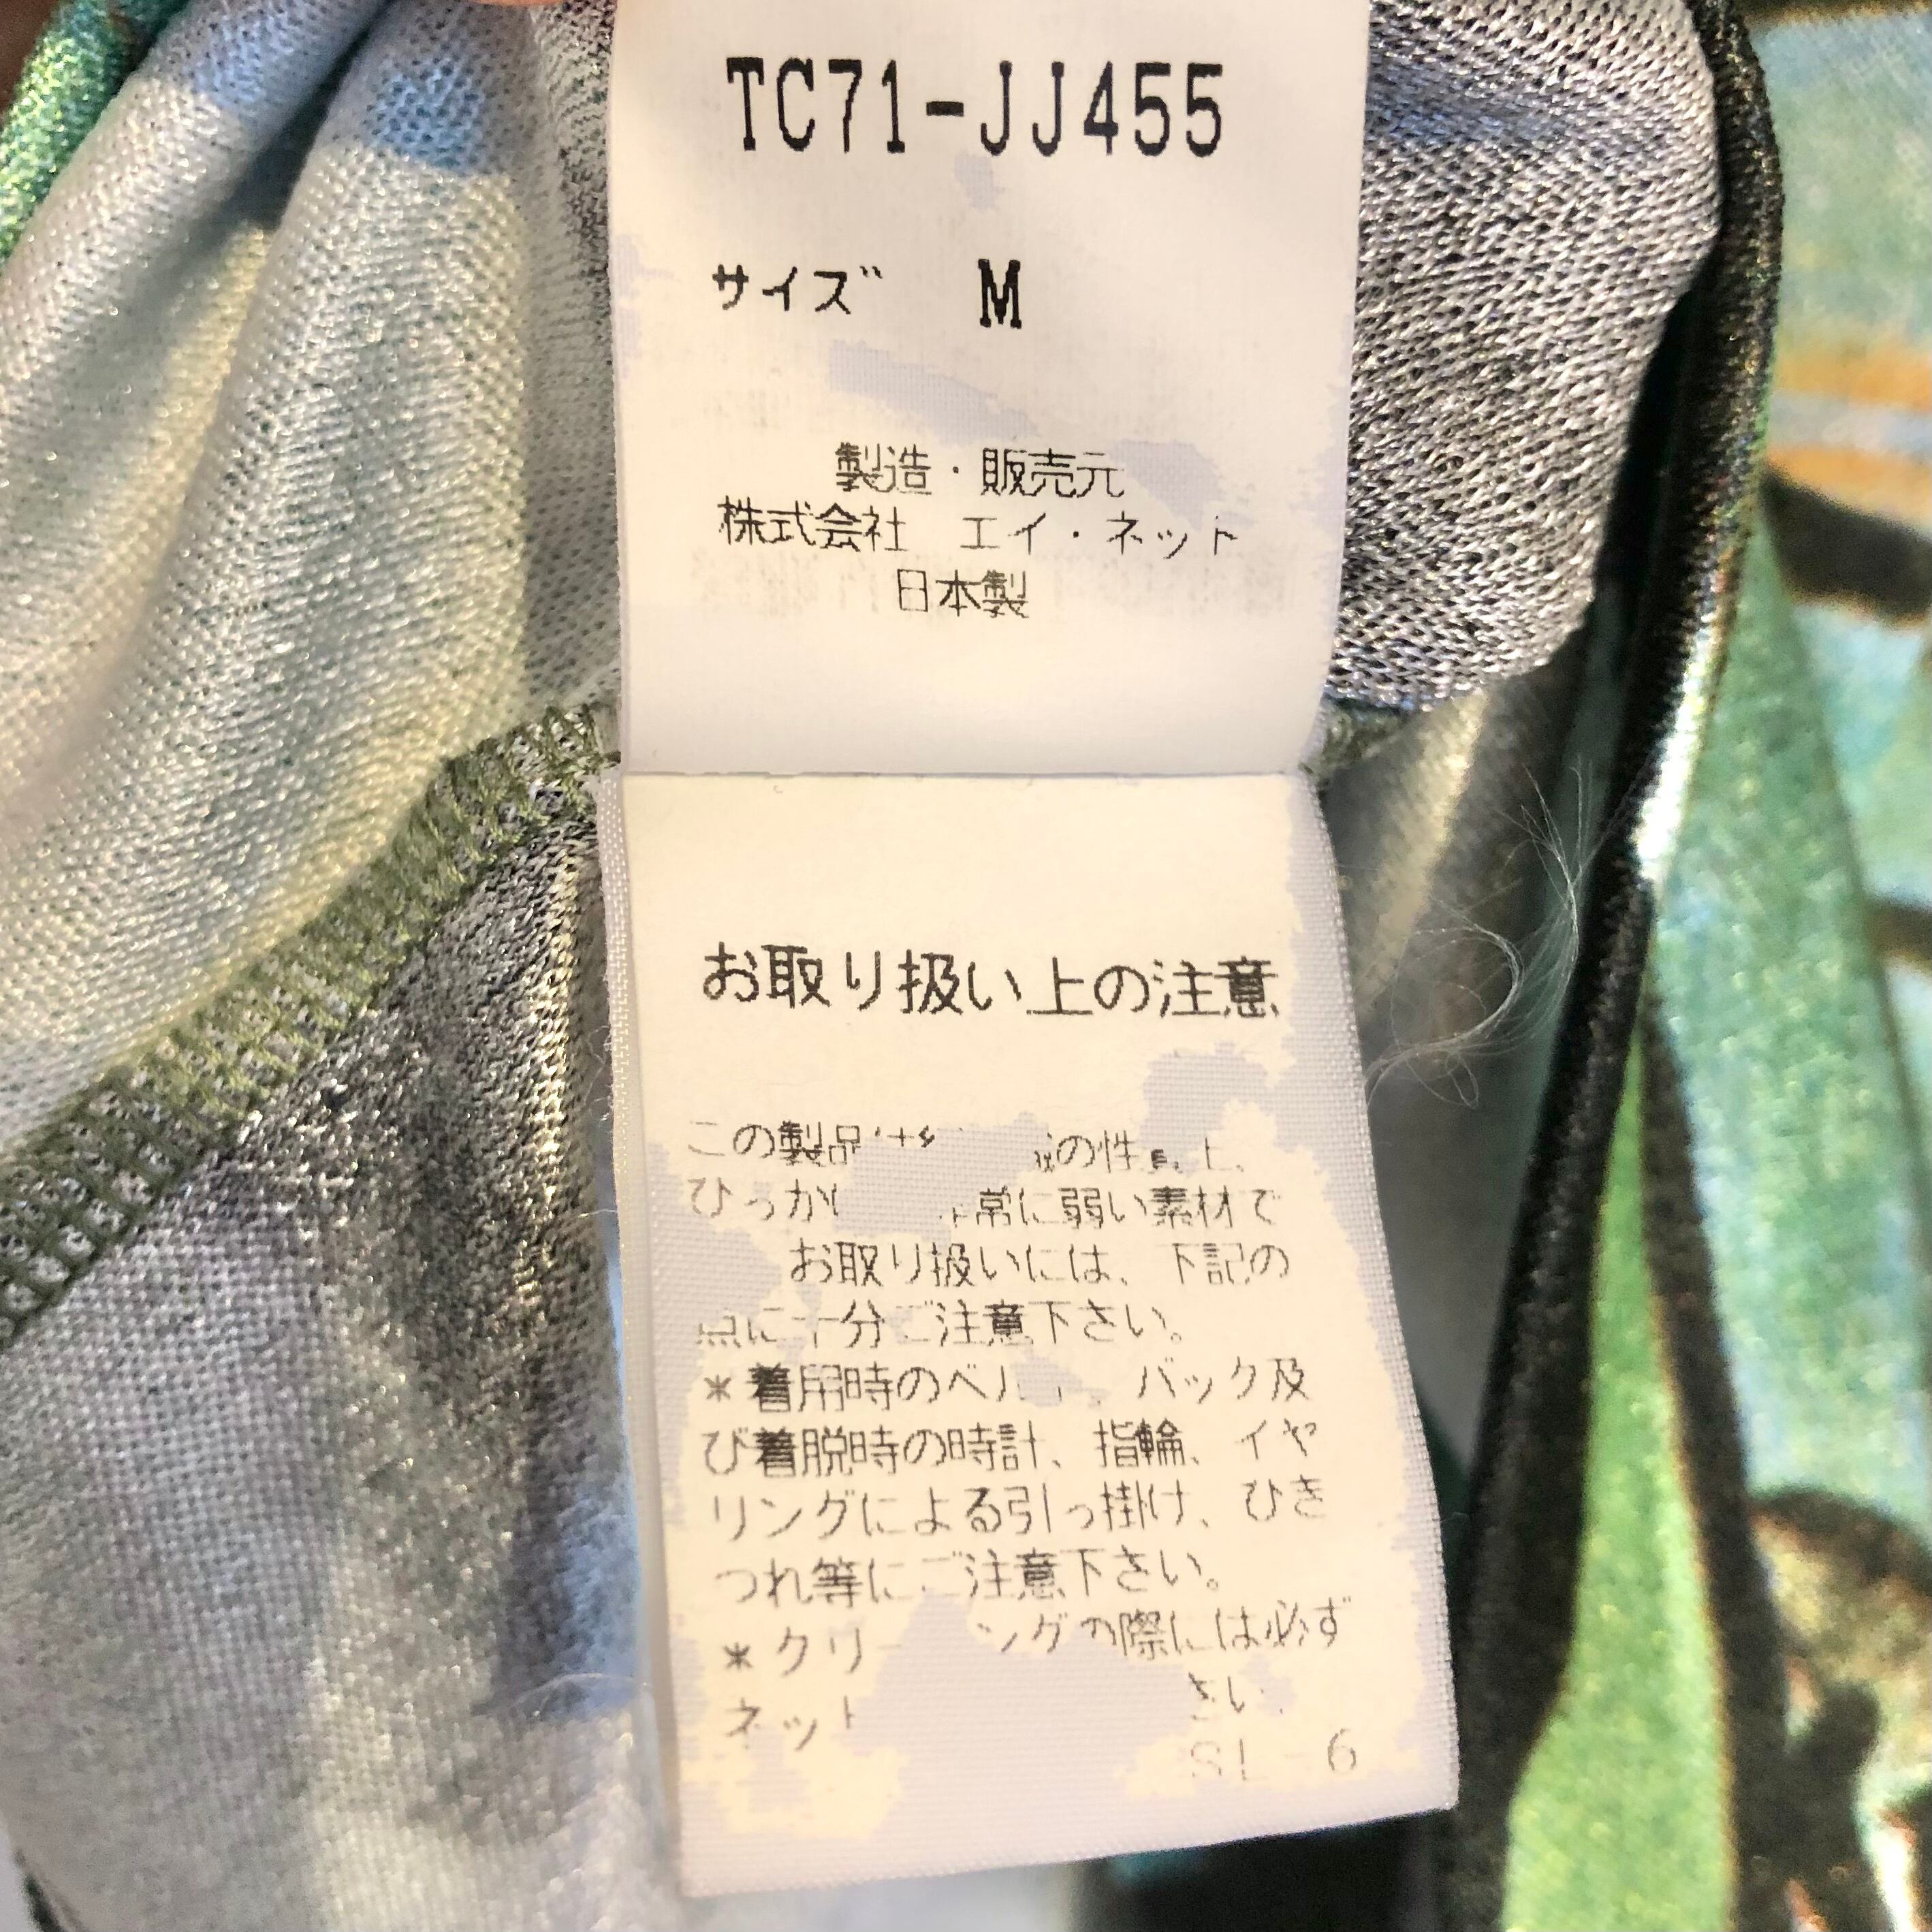 TC71-JJ455
サイズ M
製造・販売元
株式会社 エイ・ネット
日本製
お取り扱い上の注意
この製品 の性
ひっか 常に弱い素材で
お取り扱いには、下記の
点に十分ご注意下さい。
*着用時のベル バック及
び着脱時の時計、指輪、イヤ
リングによる引っ掛け、ひき
つれ等にご注意下さい。
*クリー ングの際には必ず
ネット さい
SL-6